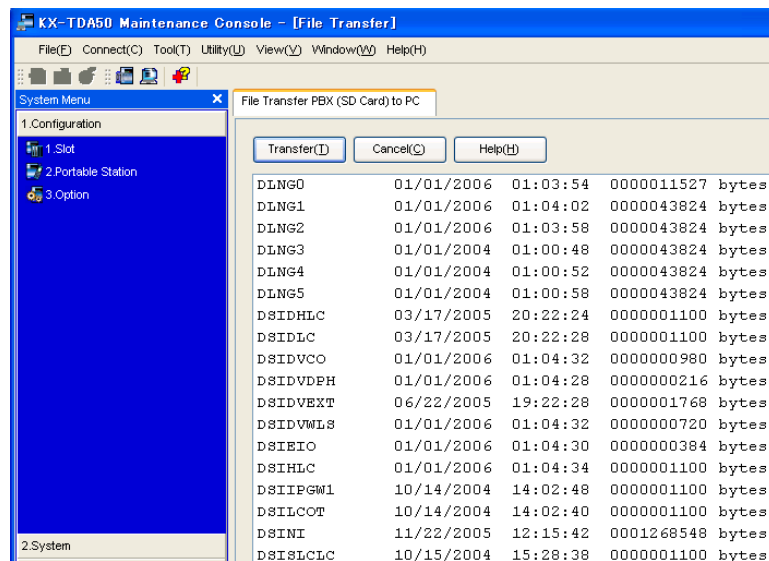 KX-TDA50 Maintenance Console - [File Transfer]
File(F) Connect(C) Tool(T) Utility(U) View(V) Window(W) Help(H)
System Menu
1.Configuration
1.Slot
2.Portable Station
3.Option
2.System
File Transfer PBX (SD Card) to PC
Transfer(T) Cancel(C) Help(H)
DLNG0 01/01/2006 01:03:54 0000011527 bytes
DLNG1 01/01/2006 01:04:02 0000043824 bytes
DLNG2 01/01/2006 01:03:58 0000043824 bytes
DLNG3 01/01/2004 01:00:48 0000043824 bytes
DLNG4 01/01/2004 01:00:52 0000043824 bytes
DLNG5 01/01/2004 01:00:58 0000043824 bytes
DSIDHLC 03/17/2005 20:22:24 0000001100 bytes
DSIDLC 03/17/2005 20:22:28 0000001100 bytes
DSIDVCO 01/01/2006 01:04:32 0000000980 bytes
DSIDVDPH 01/01/2006 01:04:28 0000000216 bytes
DSIDVEXT 06/22/2005 19:22:28 0000001768 bytes
DSIDVWLS 01/01/2006 01:04:32 0000000720 bytes
DSIEIO 01/01/2006 01:04:30 0000000384 bytes
DSIHLC 01/01/2006 01:04:34 0000001100 bytes
DSIIPGW1 10/14/2004 14:02:48 0000001100 bytes
DSILCOT 10/14/2004 14:02:40 0000001100 bytes
DSINI 11/22/2005 12:15:42 0001268548 bytes
DSISLCLC 10/15/2004 15:28:38 0000001100 bytes